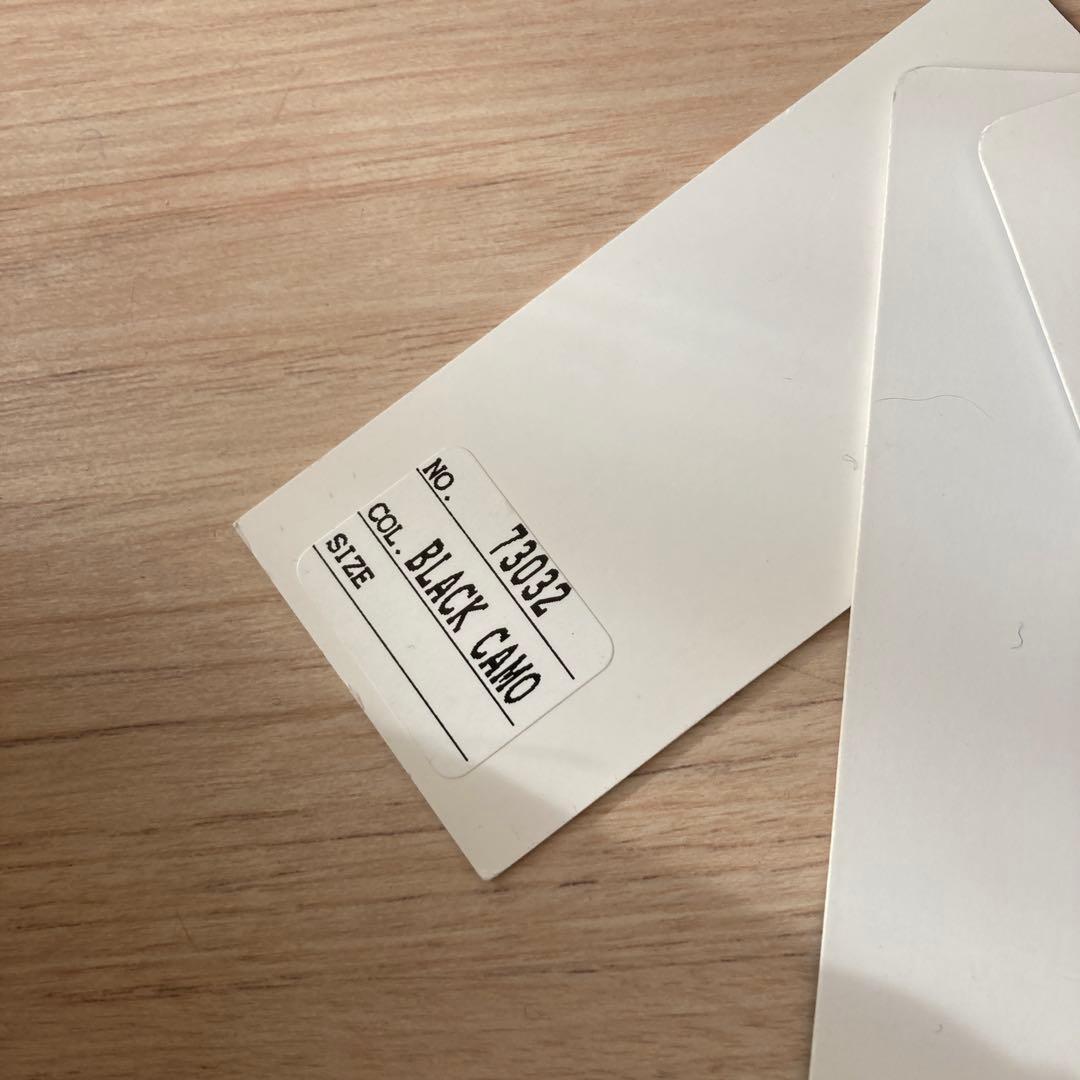 NO. 73032
COL. BLACK CAMO
SIZE